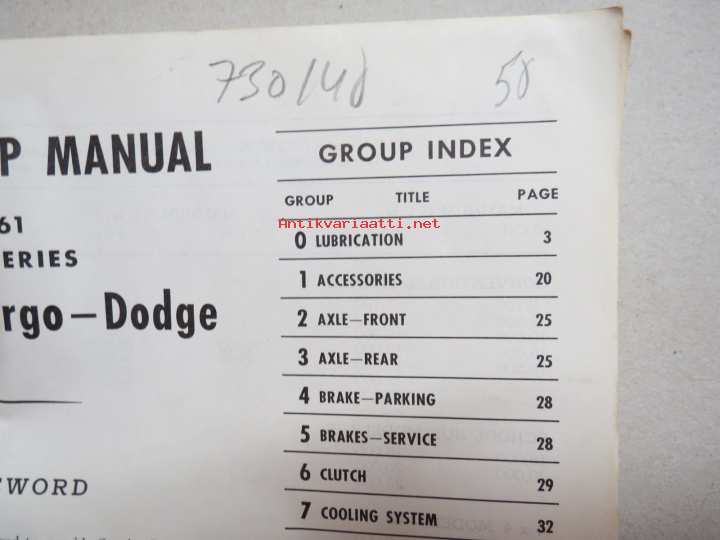 730/48 58
P MANUAL
61
ERIES
rgo—Dodge
WORD
GROUP INDEX
GROUP TITLE PAGE
Antikvariaatti.net
0 LUBRICATION 3
1 ACCESSORIES 20
2 AXLE—FRONT 25
3 AXLE—REAR 25
4 BRAKE—PARKING 28
5 BRAKES—SERVICE 28
6 CLUTCH 29
7 COOLING SYSTEM 32